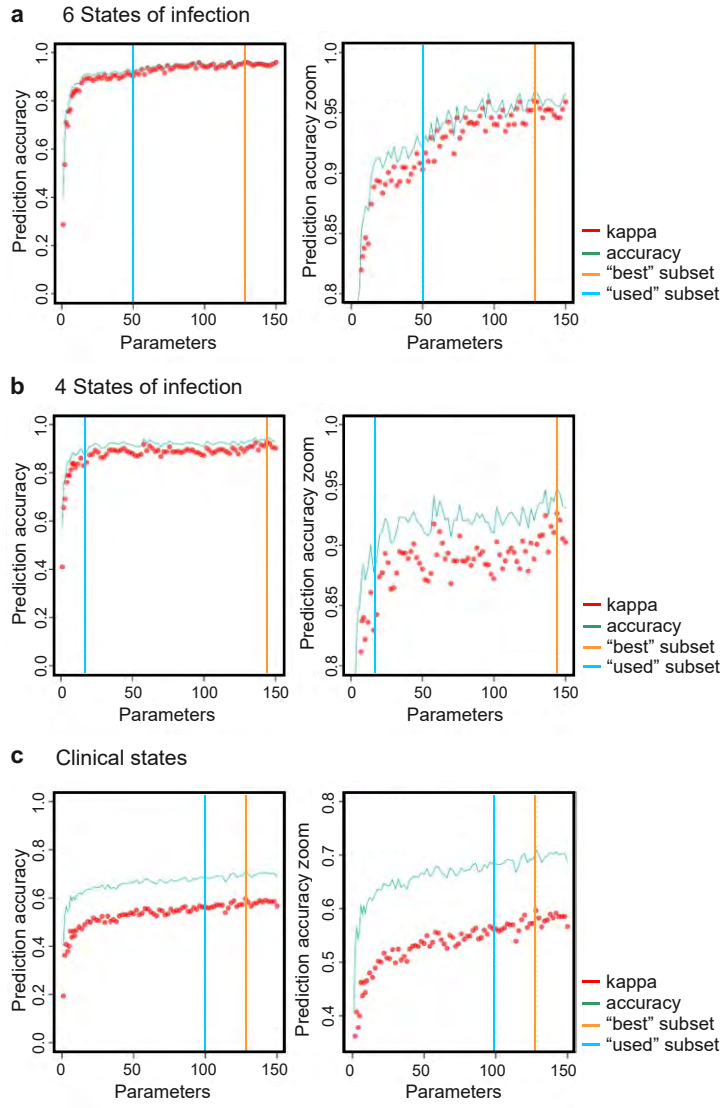 a 6 States of infection
Prediction accuracy
1.0
0.8
0.6
0.4
0.2
0.0
0 50 100 150
Parameters
Prediction accuracy zoom
1.0
0.95
0.9
0.85
0.8
0 50 100 150
Parameters
kappa
accuracy
“best” subset
“used” subset
b 4 States of infection
Prediction accuracy
1.0
0.8
0.6
0.4
0.2
0.0
0 50 100 150
Parameters
Prediction accuracy zoom
1.0
0.95
0.9
0.85
0.8
0 50 100 150
Parameters
kappa
accuracy
“best” subset
“used” subset
c Clinical states
Prediction accuracy
1.0
0.8
0.6
0.4
0.2
0.0
0 50 100 150
Parameters
Prediction accuracy zoom
0.8
0.7
0.6
0.5
0.4
0 50 100 150
Parameters
kappa
accuracy
“best” subset
“used” subset